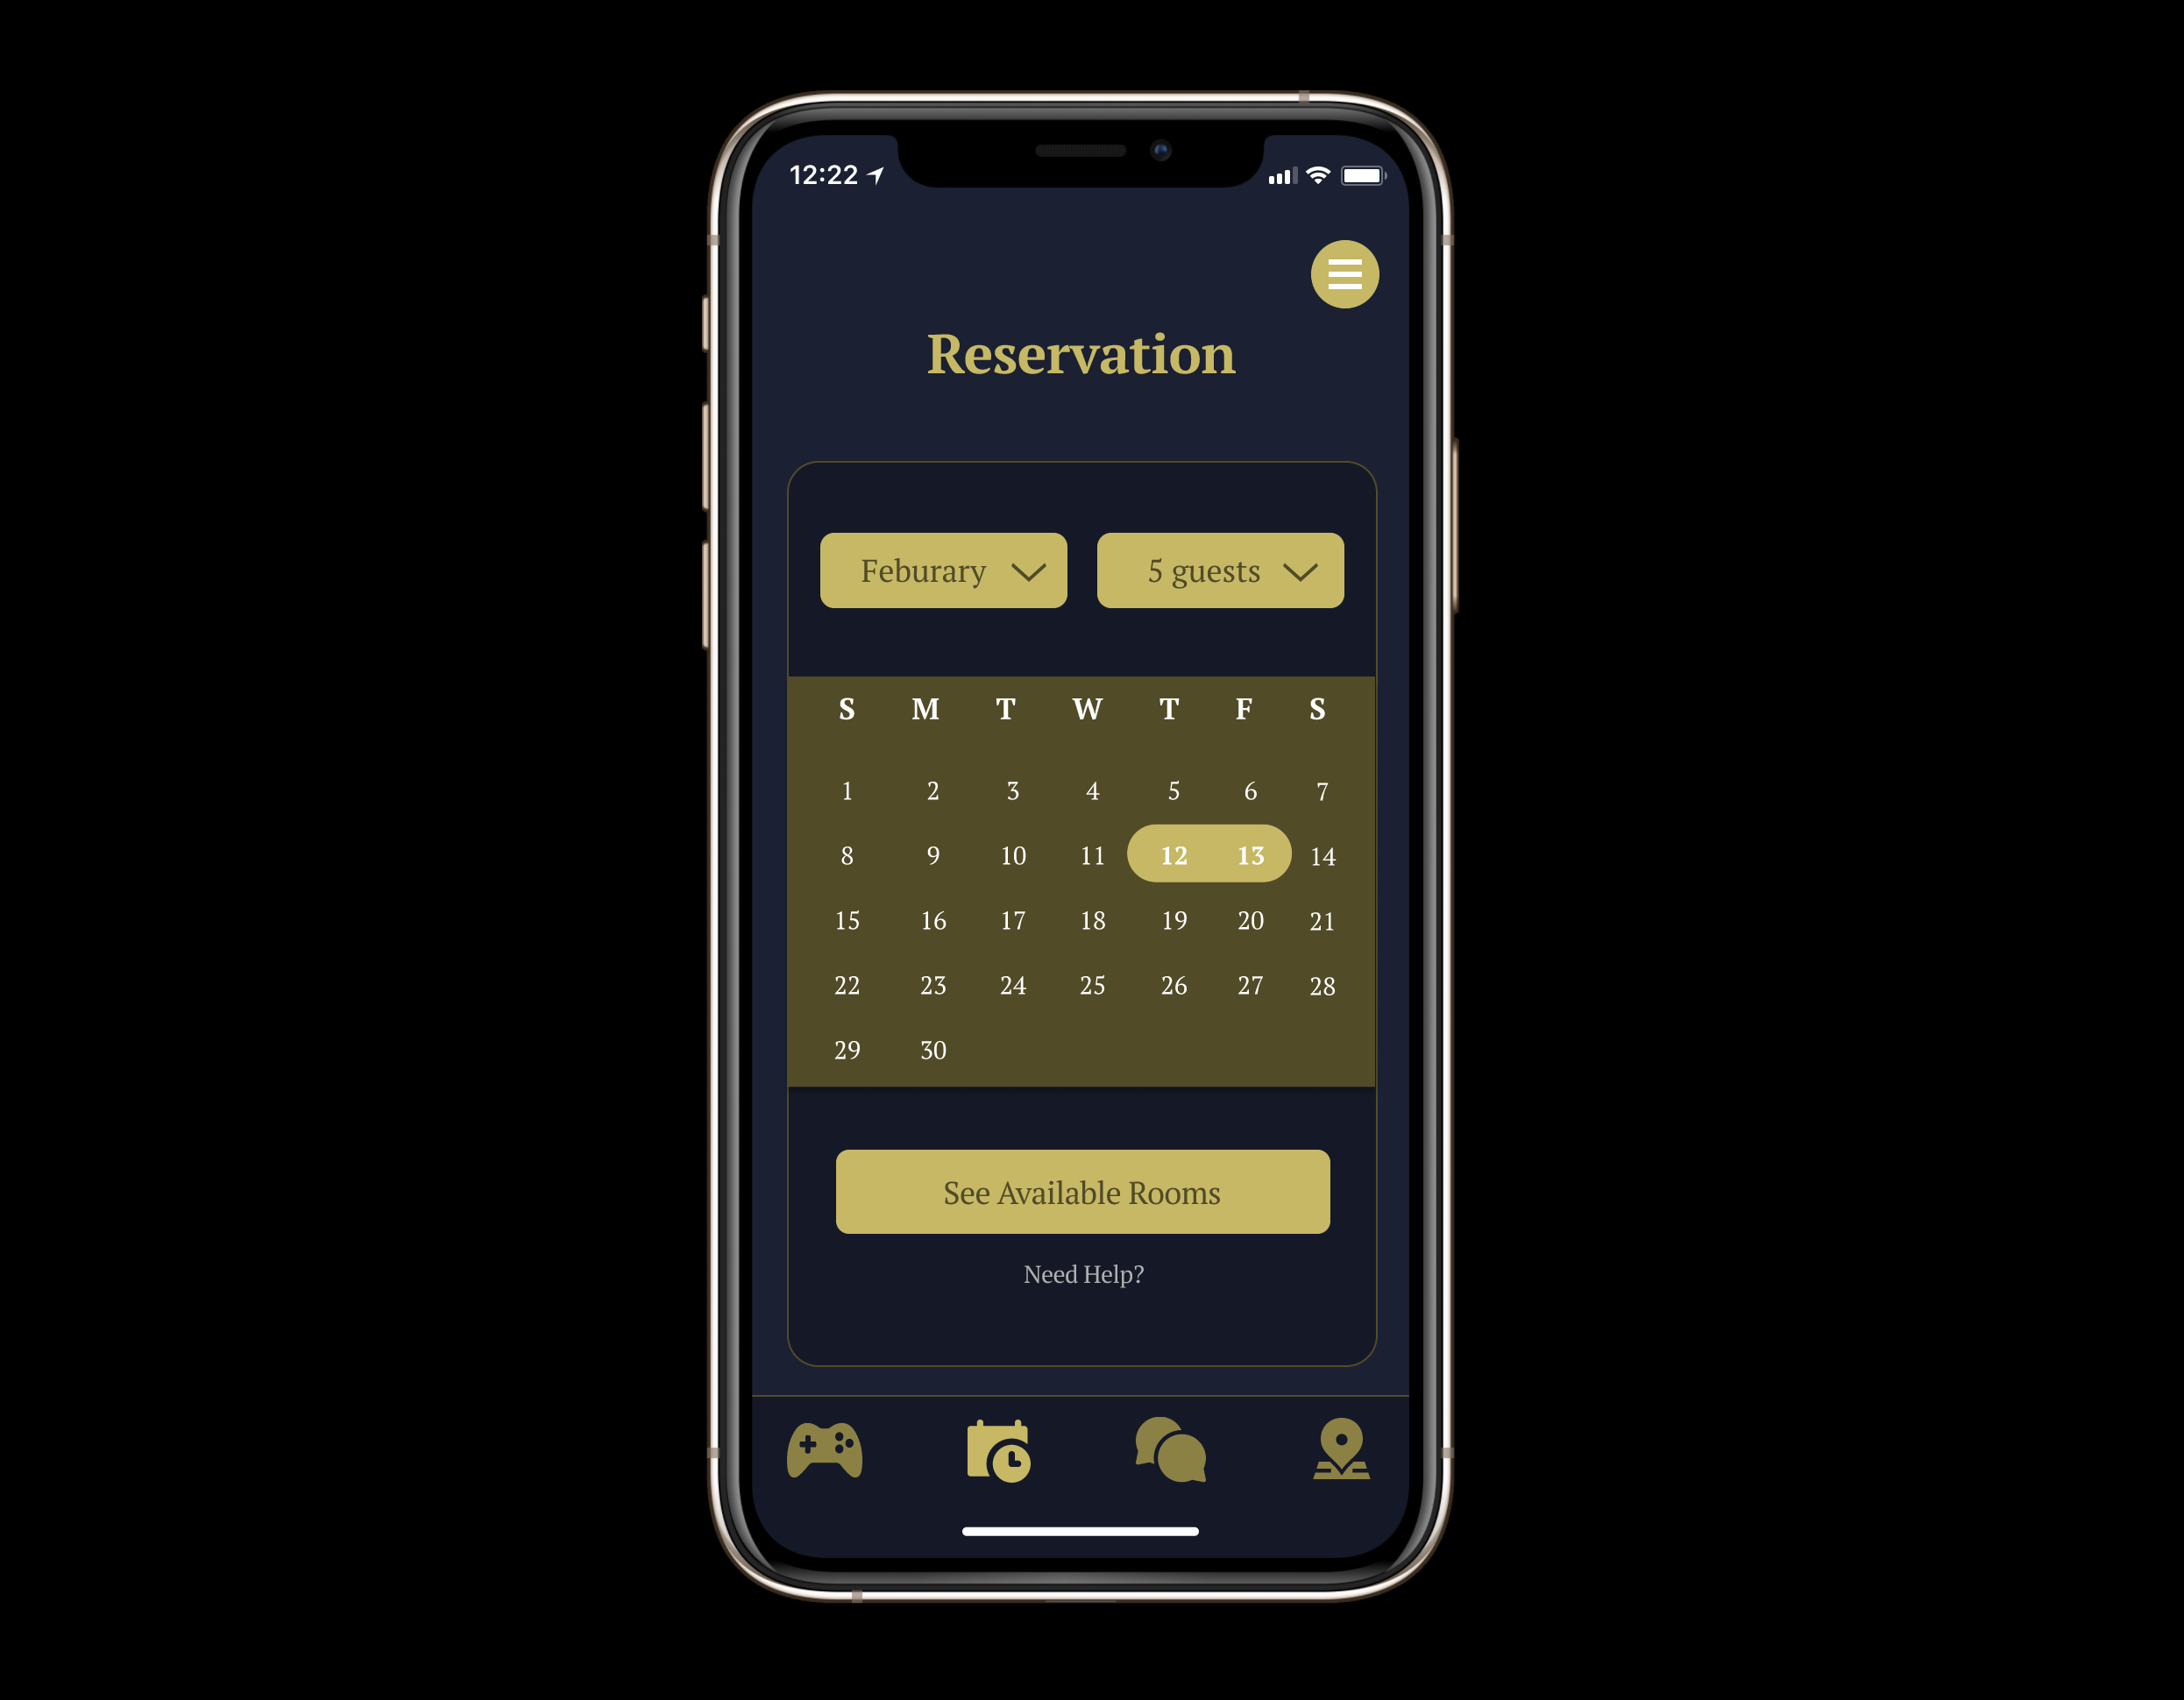 12:22
Reservation
Feburary 5 guests
S M T W T F S
1 2 3 4 5 6 7
8 9 10 11 12 13 14
15 16 17 18 19 20 21
22 23 24 25 26 27 28
29 30
See Available Rooms
Need Help?